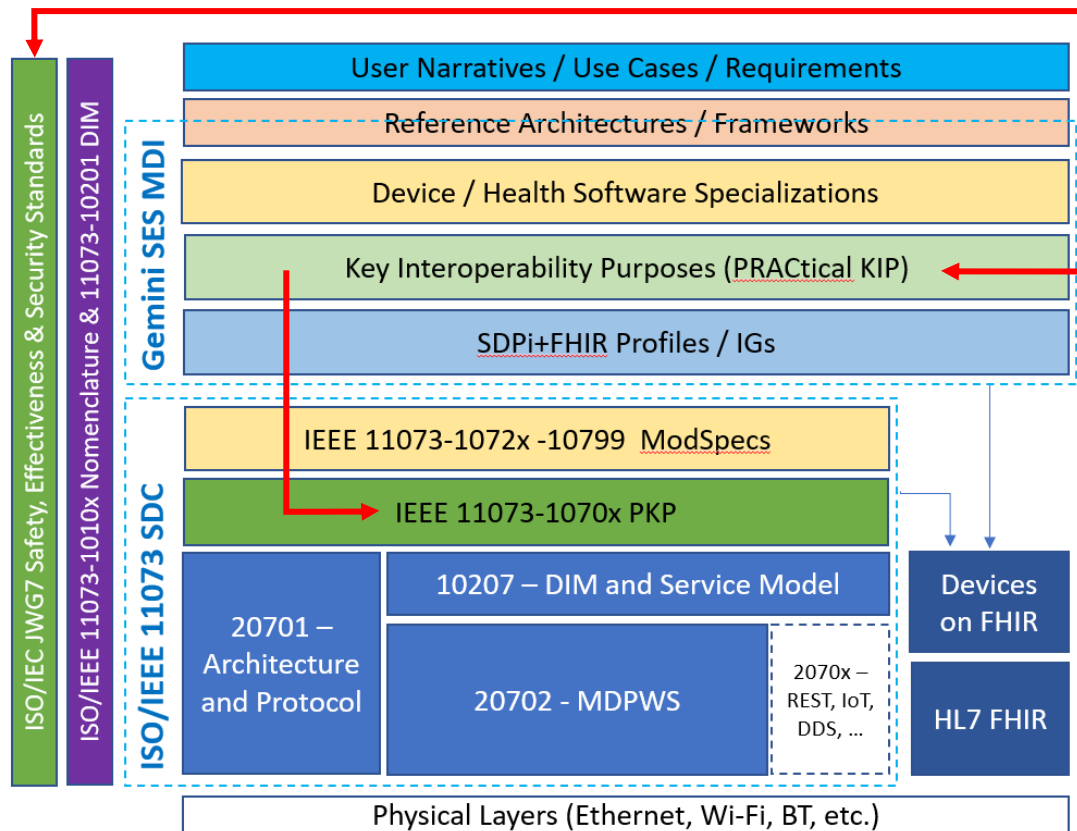 ISO/IEC JWG7 Safety, Effectiveness & Security Standards
ISO/IEEE 11073-1010x Nomenclature & 11073-10201 DIM
User Narratives / Use Cases / Requirements
Reference Architectures / Frameworks
Gemini SES MDI
Device / Health Software Specializations
Key Interoperability Purposes (PRACtical KIP)
SDPi+FHIR Profiles / IGs
ISO/IEEE 11073 SDC
IEEE 11073-1072x -10799 ModSpecs
IEEE 11073-1070x PKP
20701 –
Architecture
and Protocol
10207 – DIM and Service Model
20702 - MDPWS
2070x –
REST, IoT,
DDS, ...
Devices
on FHIR
HL7 FHIR
Physical Layers (Ethernet, Wi-Fi, BT, etc.)